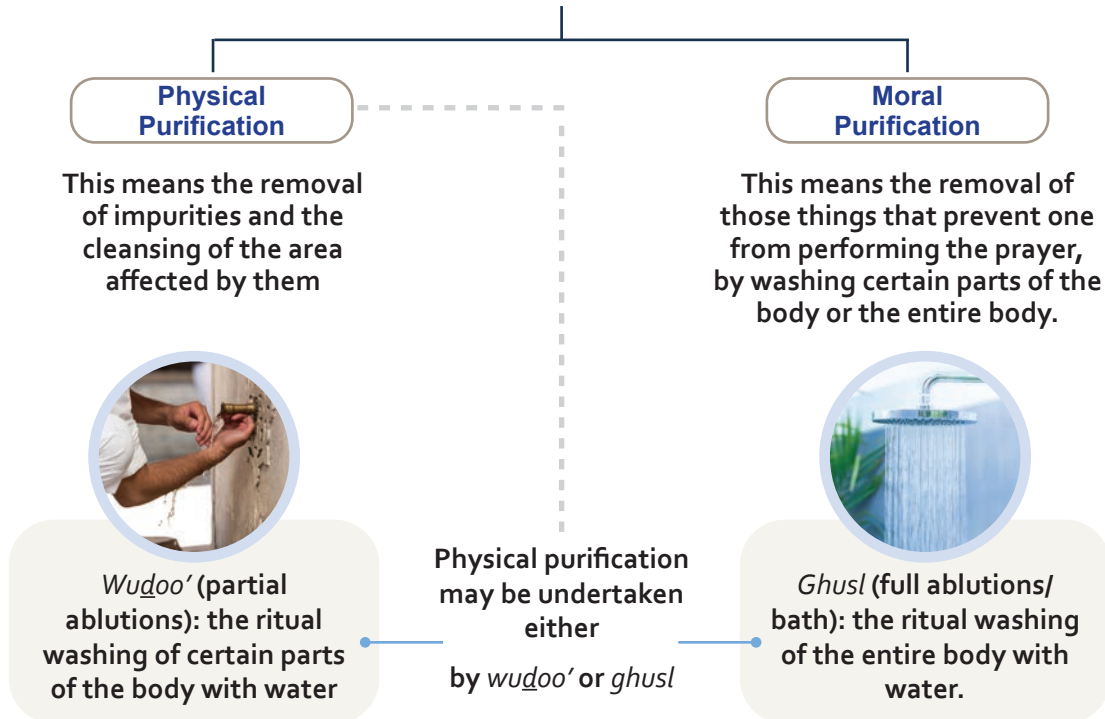 Physical
Purification
This means the removal
of impurities and the
cleansing of the area
affected by them
Moral
Purification
This means the removal of
those things that prevent one
from performing the prayer,
by washing certain parts of the
body or the entire body.
Wudoo’ (partial
ablutions): the ritual
washing of certain parts
of the body with water
Physical purification
may be undertaken
either
by wudoo’ or ghusl
Ghusl (full ablutions/
bath): the ritual washing
of the entire body with
water.